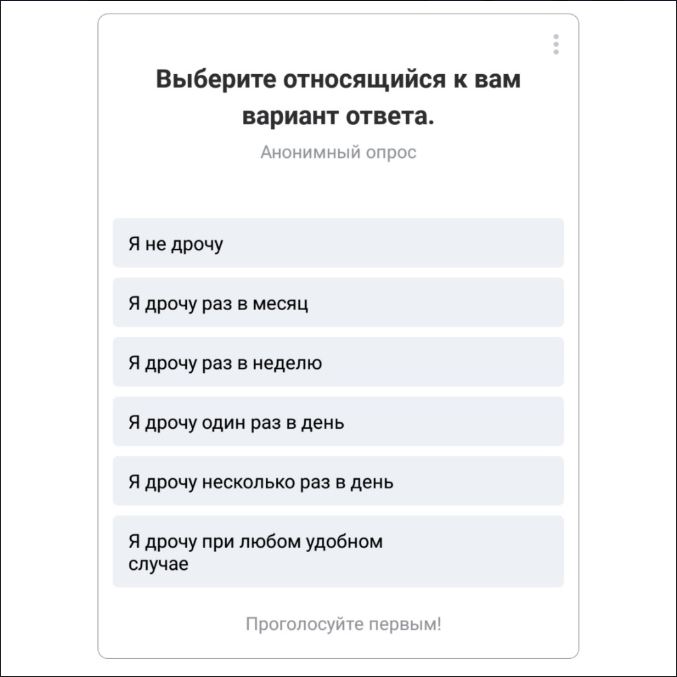 Выберите относящийся к вам
вариант ответа.
Анонимный опрос
Я не дрочу
Я дрочу раз в месяц
Я дрочу раз в неделю
Я дрочу один раз в день
Я дрочу несколько раз в день
Я дрочу при любом удобном
случае
Проголосуйте первым!